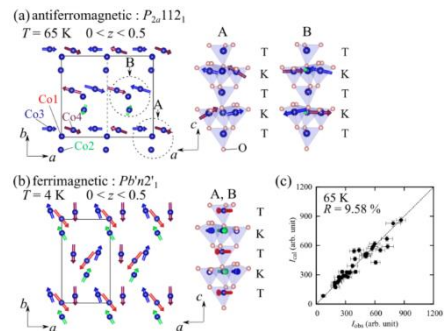 (a) antiferromagnetic : P₂ₐ112₁
T = 65 K 0 < z < 0.5
A B
B
A
T
K
T
K
T
T
K
T
K
T
Co1
Co3
Co4
Co2
b
a
c
a
O
(b) ferrimagnetic : Pb'n2'₁
T = 4 K 0 < z < 0.5
A, B
T
K
T
K
T
b
a
c
a
(c)
65 K
R = 9.58 %
I_cal (arb. unit)
1200
900
600
300
0
0 300 600 900 1200
I_obs (arb. unit)